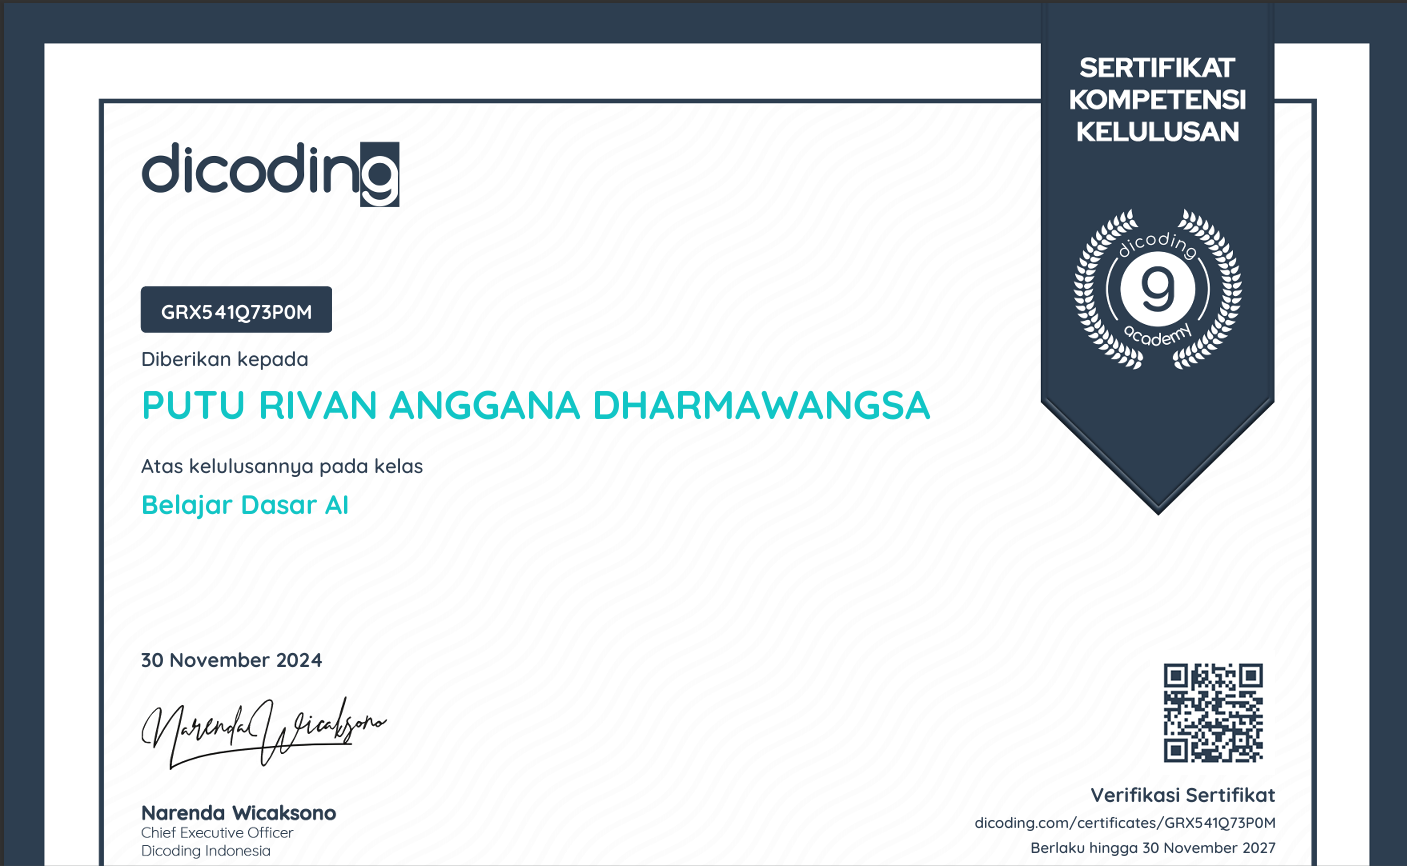 SERTIFIKAT
KOMPETENSI
KELULUSAN
dicoding
dicoding
g
academy
GRX541Q73P0M
Diberikan kepada
PUTU RIVAN ANGGANA DHARMAWANGSA
Atas kelulusannya pada kelas
Belajar Dasar AI
30 November 2024
Narenda Wicaksono
Narenda Wicaksono
Chief Executive Officer
Dicoding Indonesia
Verifikasi Sertifikat
dicoding.com/certificates/GRX541Q73P0M
Berlaku hingga 30 November 2027